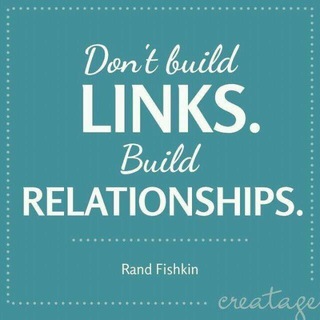 Don't build
LINKS.
Build
RELATIONSHIPS.
Rand Fishkin
creatage